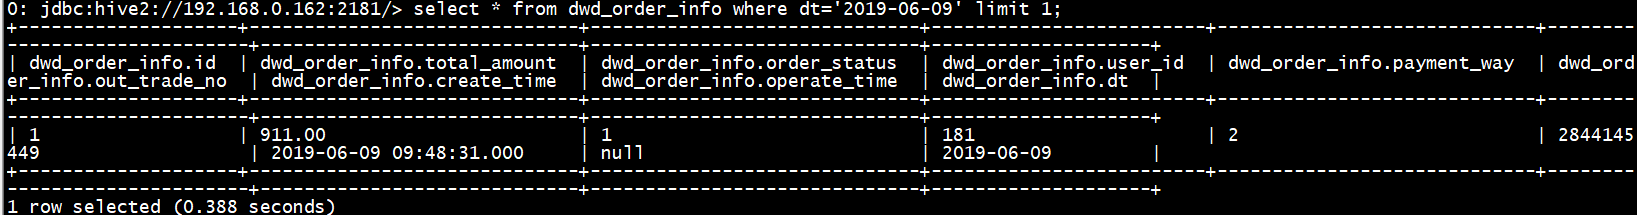 0: jdbc:hive2://192.168.0.162:2181/> select * from dwd_order_info where dt='2019-06-09' limit 1;
+--------------------+-----------------------------+-----------------------------+------------------------+----------------------------+--------
--------------------+----------------------------+-----------------------------+-------------------+
| dwd_order_info.id | dwd_order_info.total_amount | dwd_order_info.order_status | dwd_order_info.user_id | dwd_order_info.payment_way | dwd_ord
er_info.out_trade_no | dwd_order_info.create_time | dwd_order_info.operate_time | dwd_order_info.dt |
+--------------------+-----------------------------+-----------------------------+------------------------+----------------------------+--------
--------------------+----------------------------+-----------------------------+-------------------+
| 1 | 911.00 | 1 | 181 | 2 | 2844145
449 | 2019-06-09 09:48:31.000 | null | 2019-06-09 |
+--------------------+-----------------------------+-----------------------------+------------------------+----------------------------+--------
--------------------+----------------------------+-----------------------------+-------------------+
1 row selected (0.388 seconds)